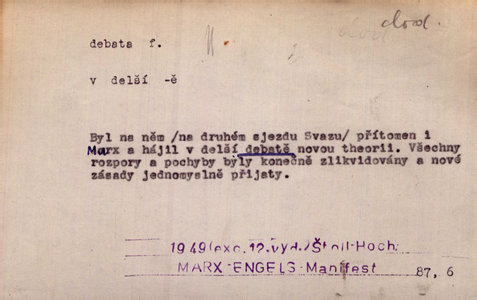 dod.
debata f.
v delší -ě
Byl na něm /na druhém sjezdu Svazu/ přítomen i
Marx a hájil v delší debatě novou theorii. Všechny
rozpory a pochyby byly konečně zlikvidovány a nové
zásady jednomyslně přijaty.
1949(exc.12.vyd./Štoll-Hoch.
MARX-ENGELS-Manifest 87, 6